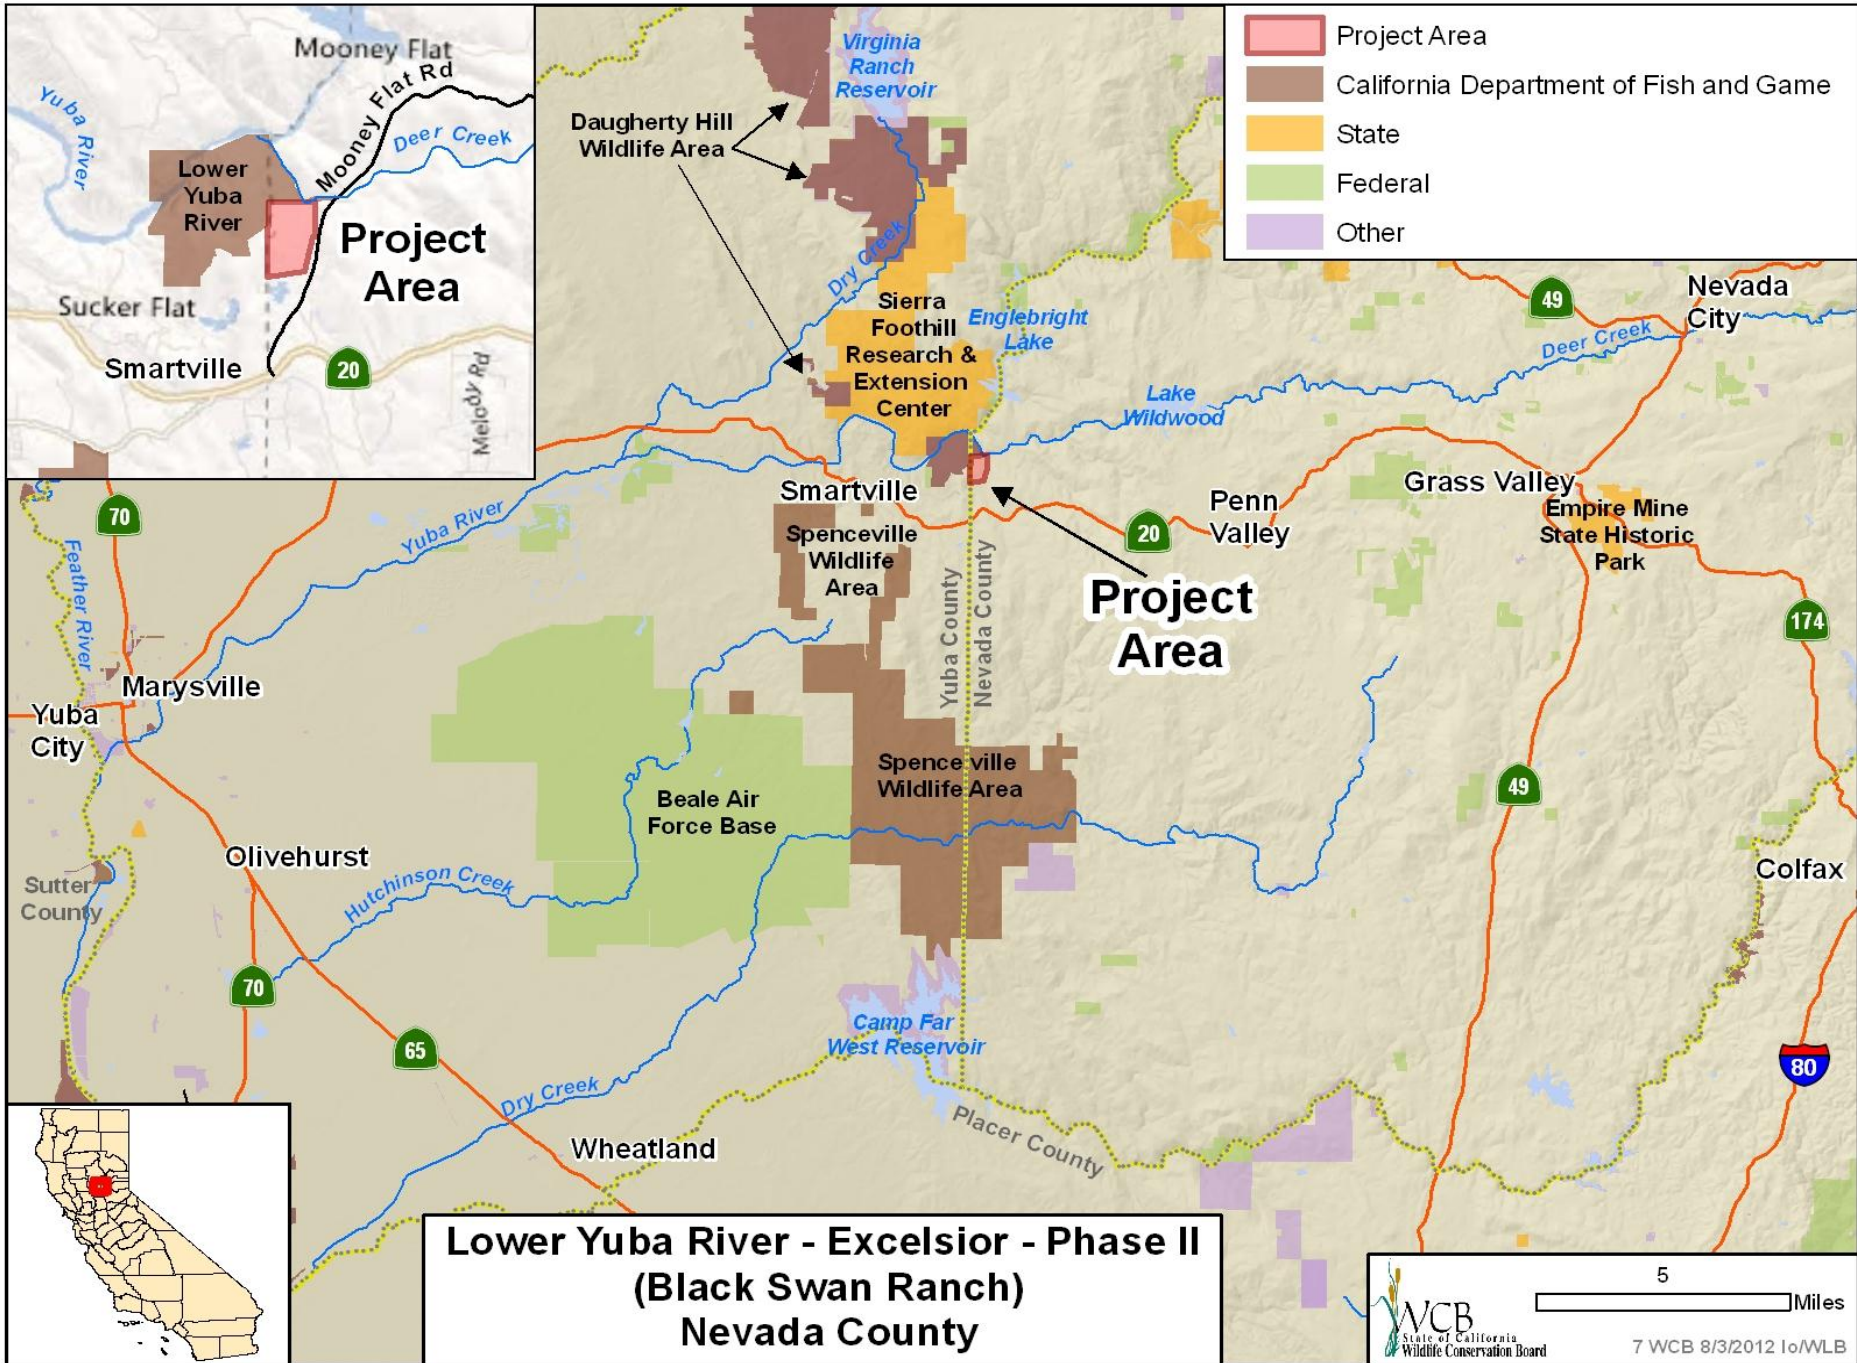 Mooney Flat
Mooney Flat Rd
Yuba River
Deer Creek
Lower
Yuba
River
Project
Area
Sucker Flat
Smartville
20
Melody Rd
Virginia
Ranch
Reservoir
Daugherty Hill
Wildlife Area
Project Area
California Department of Fish and Game
State
Federal
Other
Dry Creek
Sierra
Foothill
Research &
Extension
Center
Englebright
Lake
49
Nevada
City
Deer Creek
Lake
Wildwood
Smartville
Penn
Valley
Grass Valley
Empire Mine
State Historic
Park
20
70
Yuba River
Feather River
Spenceville
Wildlife
Area
Yuba County
Nevada County
Project
Area
174
Marysville
Yuba
City
Spenceville
Wildlife Area
Beale Air
Force Base
49
Olivehurst
Hutchinson Creek
Sutter
County
Colfax
70
65
Camp Far
West Reservoir
80
Dry Creek
Placer County
Wheatland
Lower Yuba River - Excelsior - Phase II
(Black Swan Ranch)
Nevada County
5
Miles
WCB
State of California
Wildlife Conservation Board
7 WCB 8/3/2012 lo/WLB